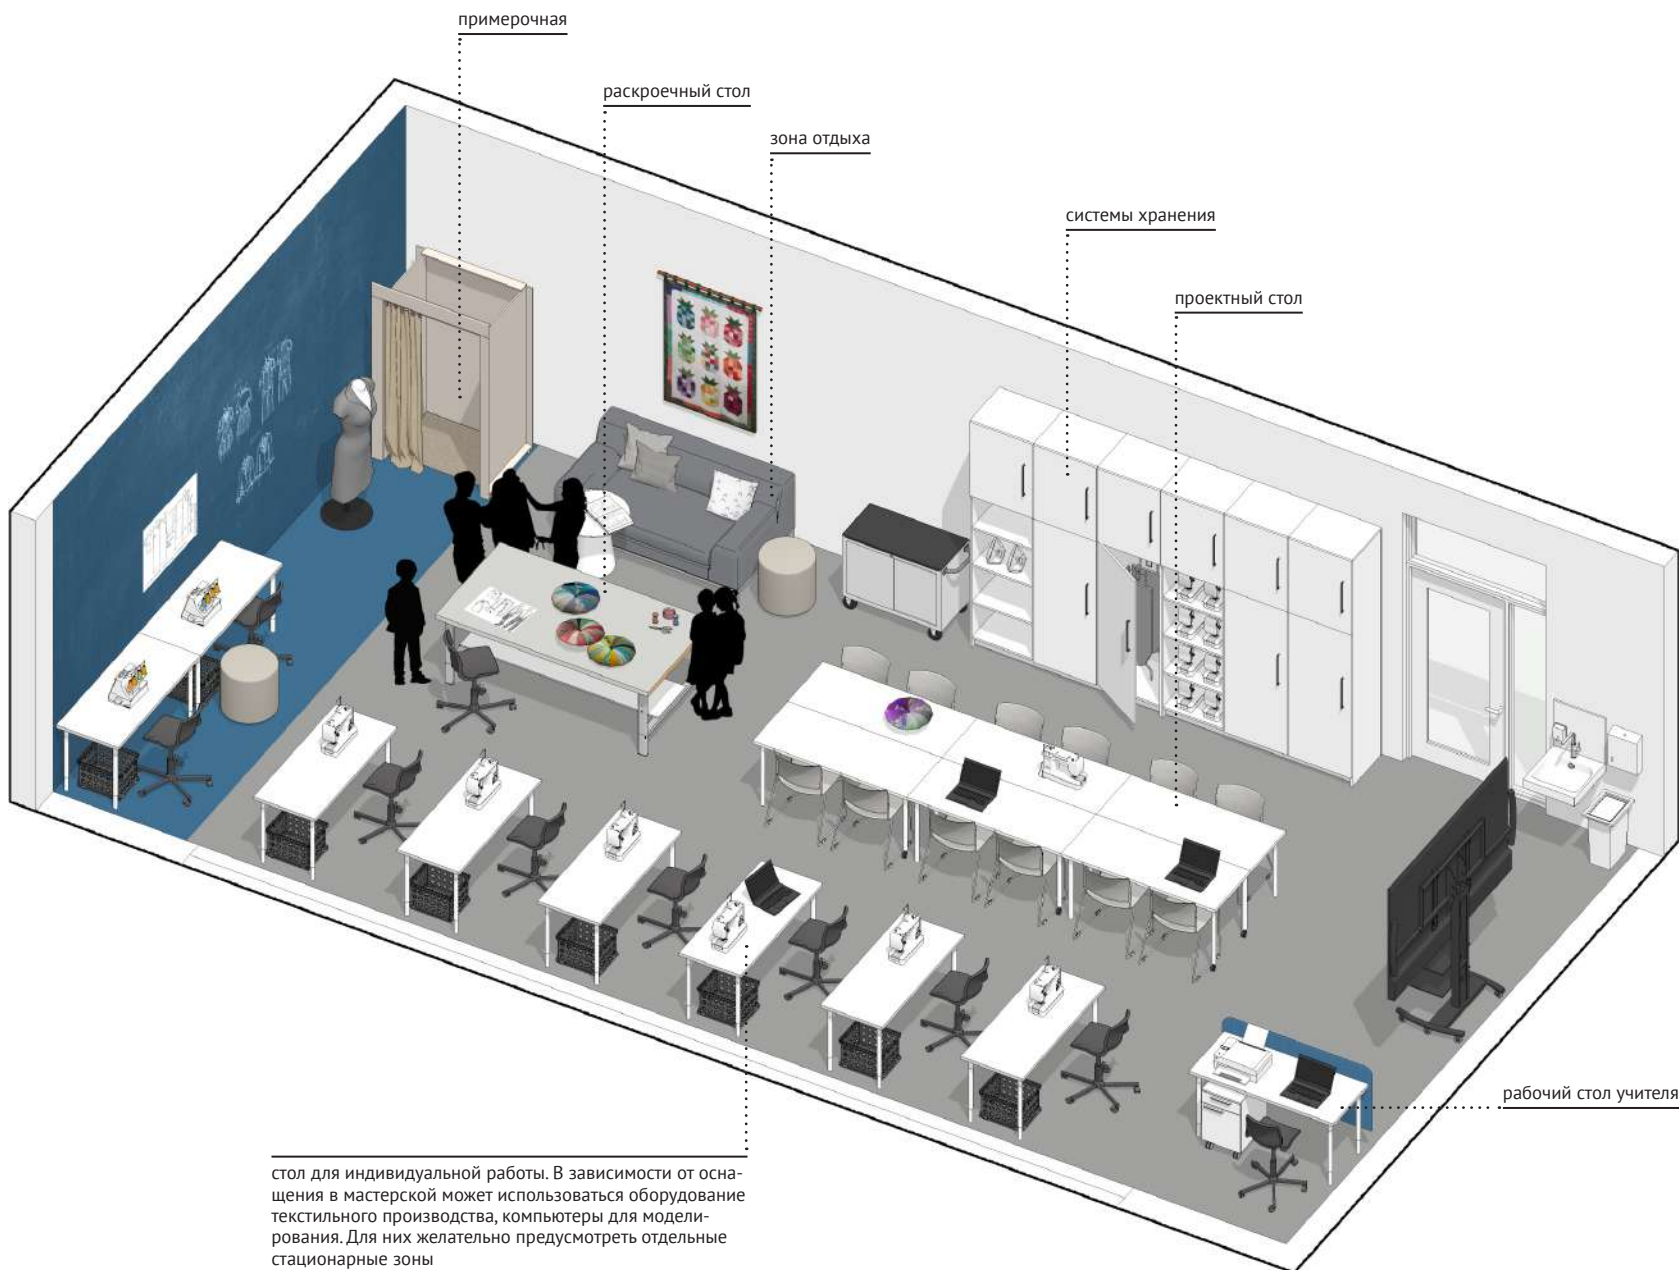 примерочная
раскроечный стол
зона отдыха
системы хранения
проектный стол
рабочий стол учителя
стол для индивидуальной работы. В зависимости от осна-
щения в мастерской может использоваться оборудование
текстильного производства, компьютеры для модели-
рования. Для них желательно предусмотреть отдельные
стационарные зоны